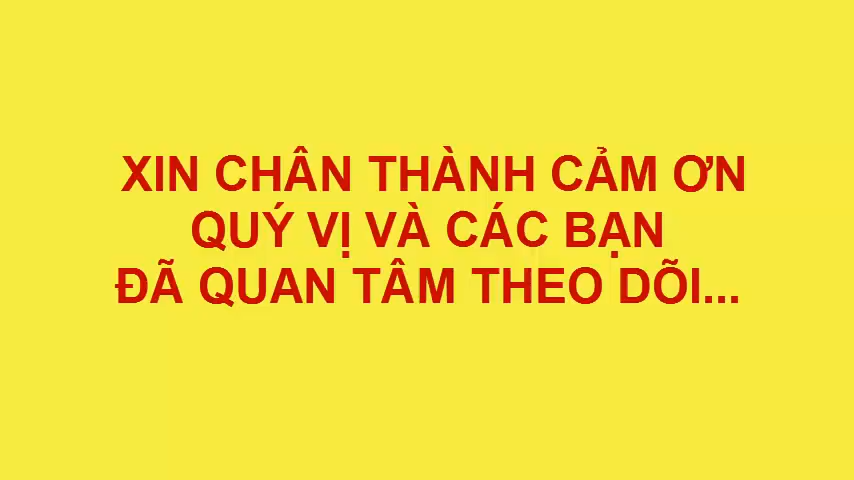 XIN CHÂN THÀNH CẢM ƠN
QUÝ VỊ VÀ CÁC BẠN
ĐÃ QUAN TÂM THEO DÕI...